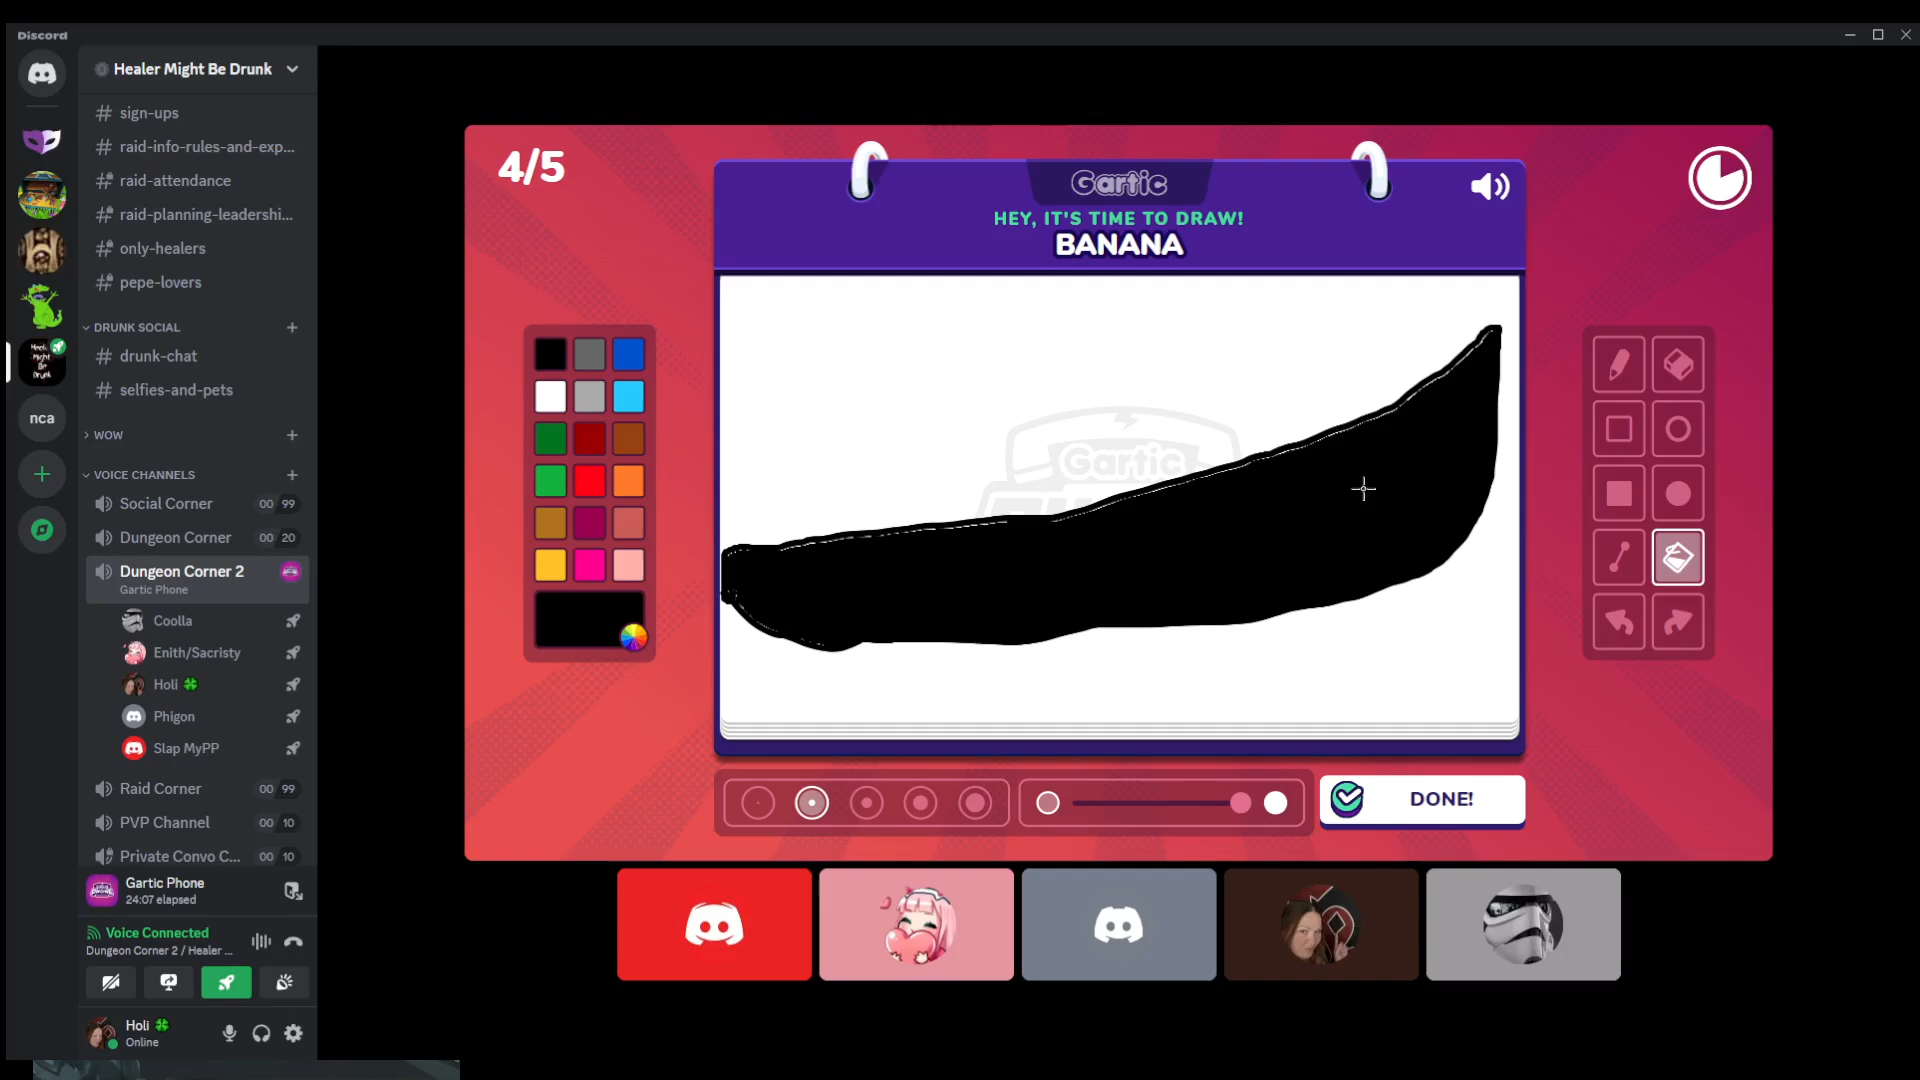 Discord
Healer Might Be Drunk
sign-ups
raid-info-rules-and-exp...
raid-attendance
raid-planning-leadershi...
only-healers
pepe-lovers
DRUNK SOCIAL
drunk-chat
selfies-and-pets
nca
WOW
VOICE CHANNELS
Social Corner 00 99
Dungeon Corner 00 20
Dungeon Corner 2
Gartic Phone
Coolla
Enith/Sacristy
Holi
Phigon
Slap MyPP
Raid Corner 00 99
PVP Channel 00 10
Private Convo C... 00 10
Gartic Phone
24:07 elapsed
Voice Connected
Dungeon Corner 2 / Healer ...
Holi
Online
4/5
Gartic
HEY, IT'S TIME TO DRAW!
BANANA
Gartic
DONE!